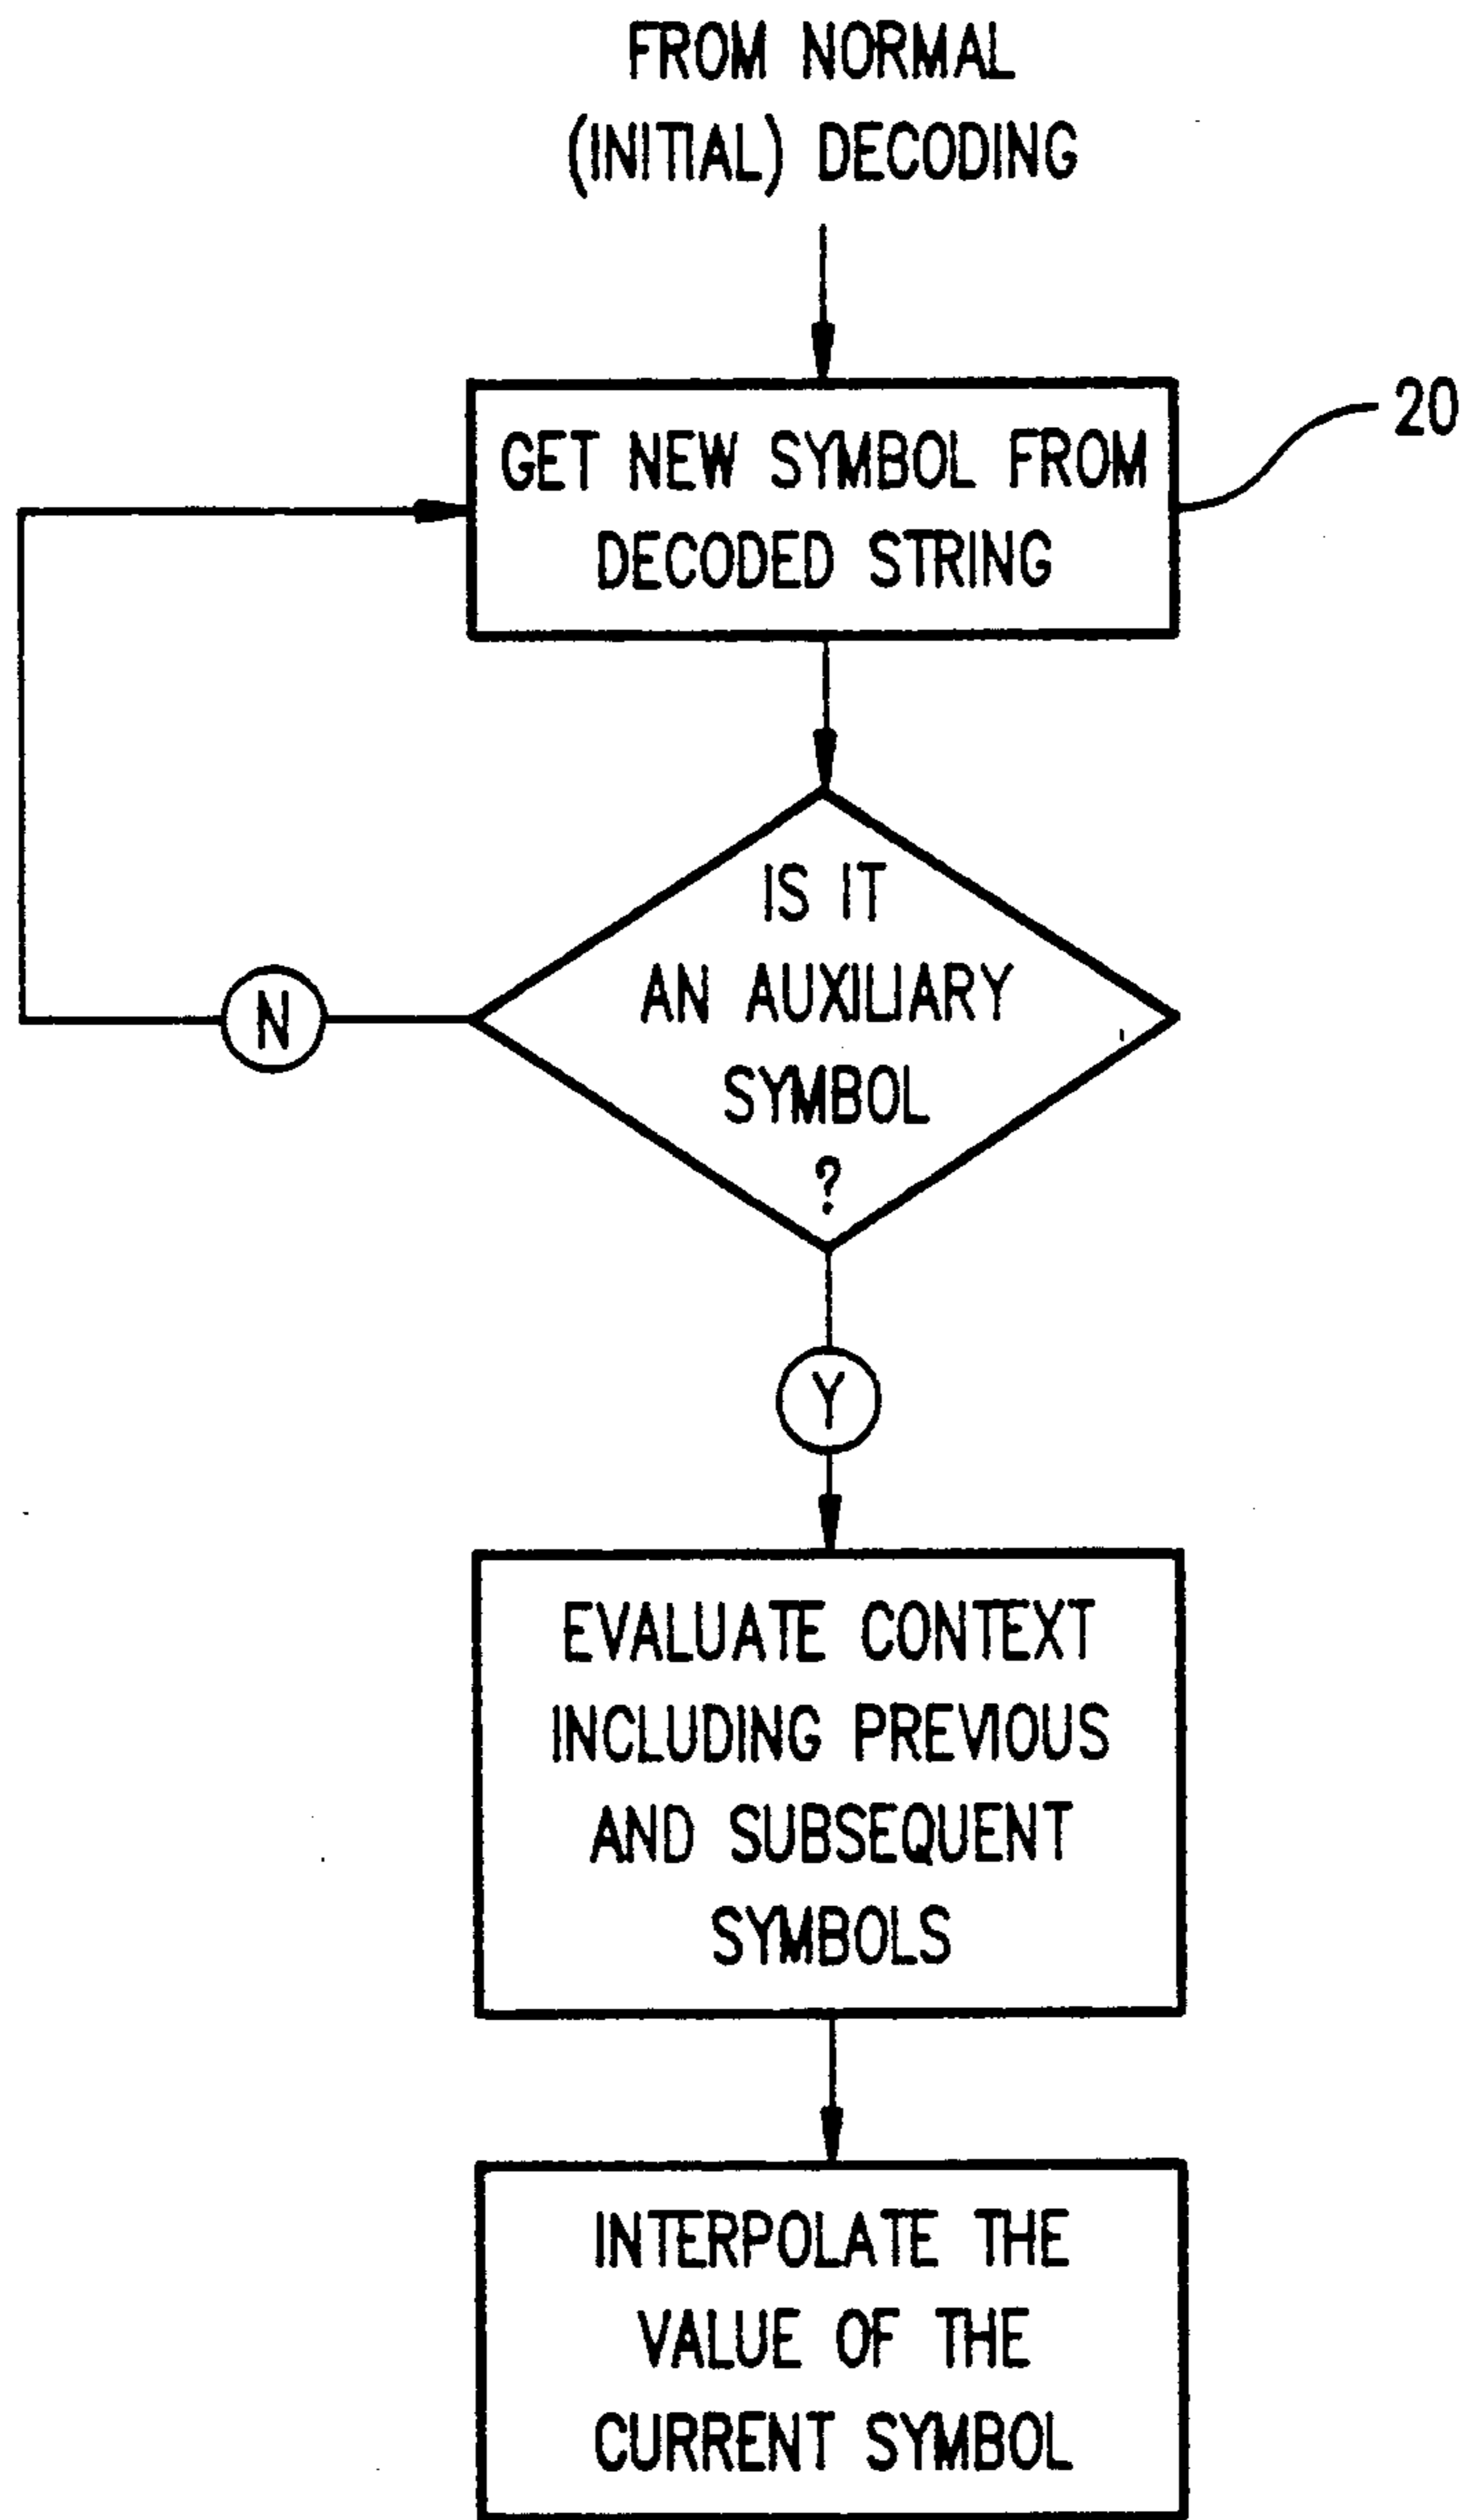 FROM NORMAL
(INITIAL) DECODING
GET NEW SYMBOL FROM
DECODED STRING
20
IS IT
AN AUXILIARY
SYMBOL
?
N
Y
EVALUATE CONTEXT
INCLUDING PREVIOUS
AND SUBSEQUENT
SYMBOLS
INTERPOLATE THE
VALUE OF THE
CURRENT SYMBOL